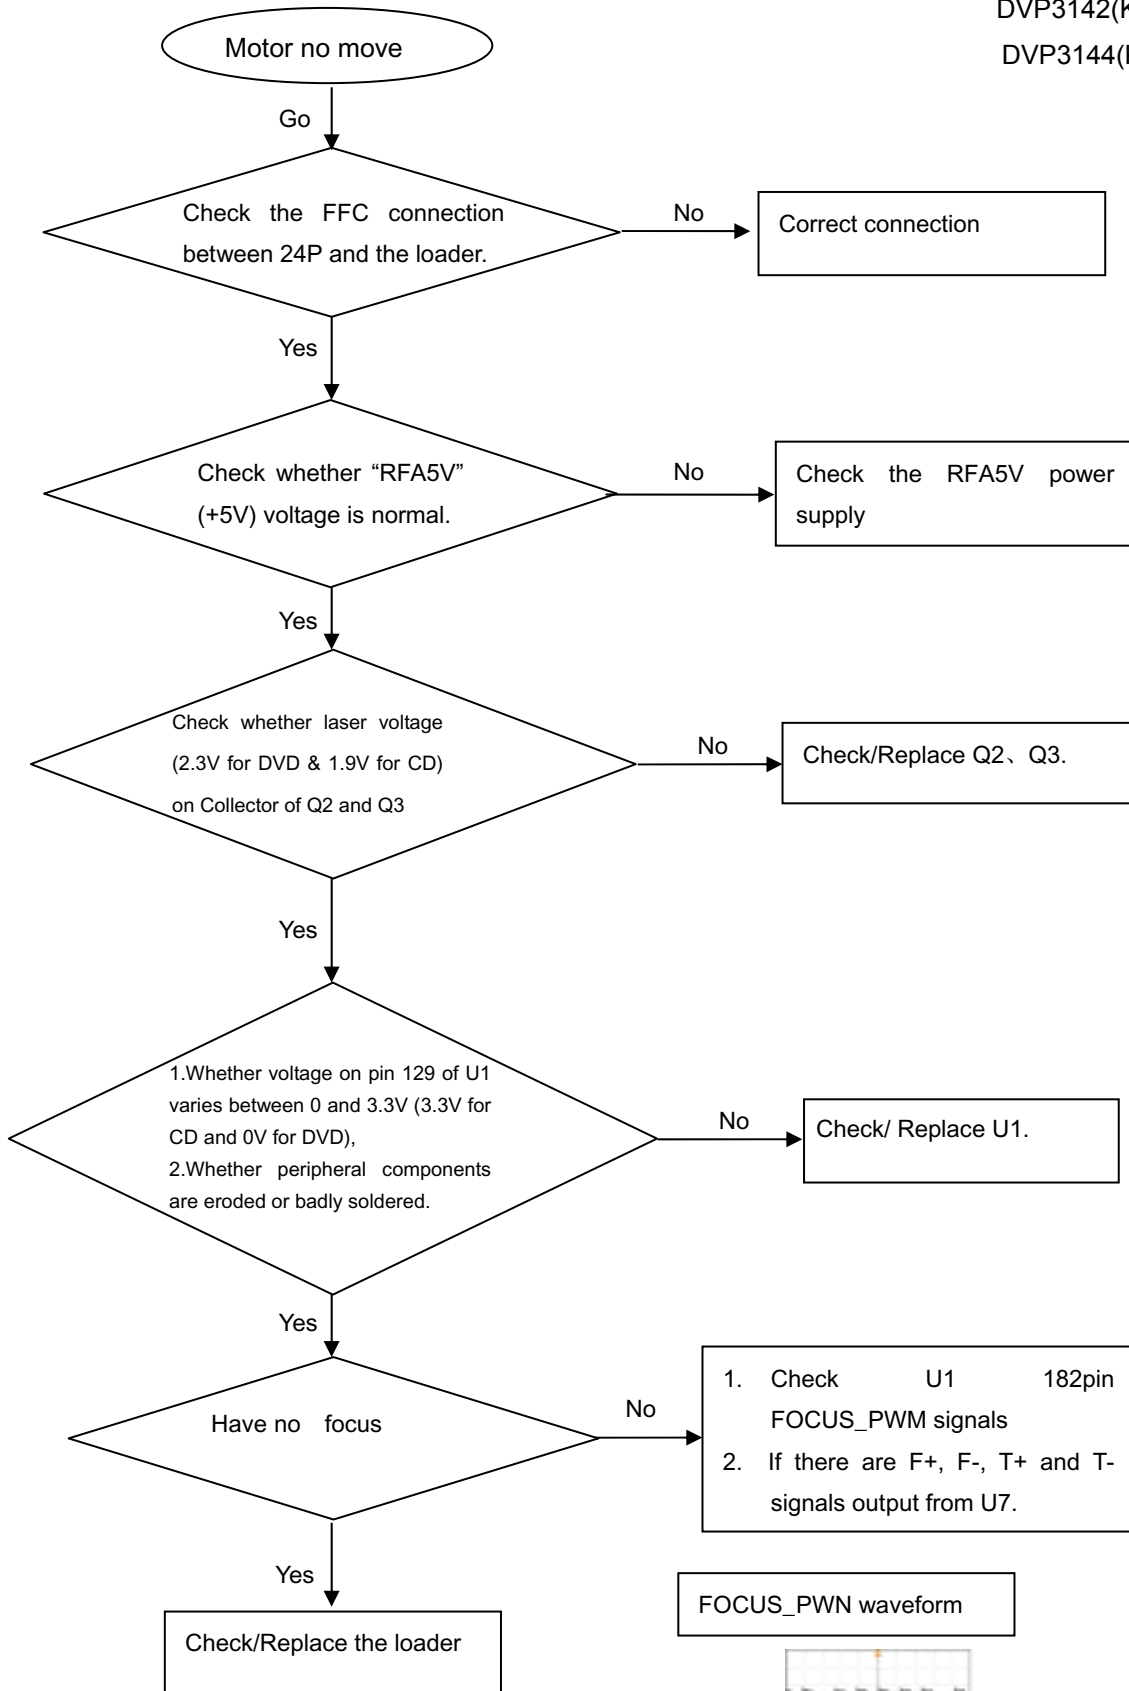 DVP3142(K
DVP3144(
Motor no move
Go
Check the FFC connection
between 24P and the loader.
No
Correct connection
Yes
Check whether “RFA5V”
(+5V) voltage is normal.
No
Check the RFA5V power
supply
Yes
Check whether laser voltage
(2.3V for DVD & 1.9V for CD)
on Collector of Q2 and Q3
No
Check/Replace Q2、Q3.
Yes
1.Whether voltage on pin 129 of U1
varies between 0 and 3.3V (3.3V for
CD and 0V for DVD),
2.Whether peripheral components
are eroded or badly soldered.
No
Check/ Replace U1.
Yes
Have no focus
No
1. Check U1 182pin
FOCUS_PWM signals
2. If there are F+, F-, T+ and T-
signals output from U7.
Yes
Check/Replace the loader
FOCUS_PWN waveform